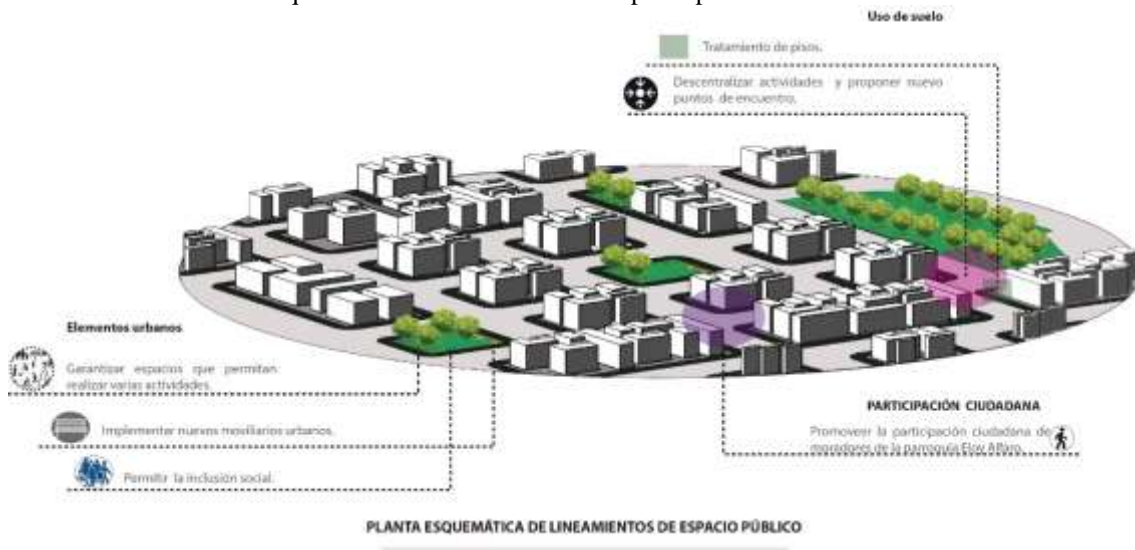 Uso de suelo
Tratamiento de pisos.
Descentralizar actividades y proponer nuevo
puntos de encuentro.
Elementos urbanos
Garantizar espacios que permitan
realizar varias actividades.
Implementar nuevos moviliarios urbanos.
Permitir la inclusión social.
PARTICIPACIÓN CIUDADANA
Promover la participación ciudadana de
moradores de la parroquia Eloy Alfaro.
PLANTA ESQUEMÁTICA DE LINEAMIENTOS DE ESPACIO PÚBLICO